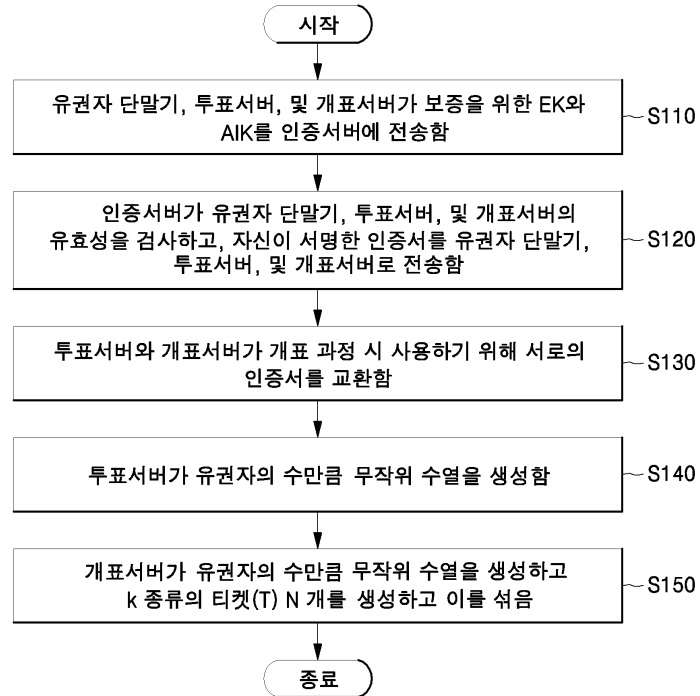 시작
유권자 단말기, 투표서버, 및 개표서버가 보증을 위한 EK와
AIK를 인증서버에 전송함
S110
인증서버가 유권자 단말기, 투표서버, 및 개표서버의
유효성을 검사하고, 자신이 서명한 인증서를 유권자 단말기,
투표서버, 및 개표서버로 전송함
S120
투표서버와 개표서버가 개표 과정 시 사용하기 위해 서로의
인증서를 교환함
S130
투표서버가 유권자의 수만큼 무작위 수열을 생성함
S140
개표서버가 유권자의 수만큼 무작위 수열을 생성하고
k 종류의 티켓(T) N 개를 생성하고 이를 섞음
S150
종료